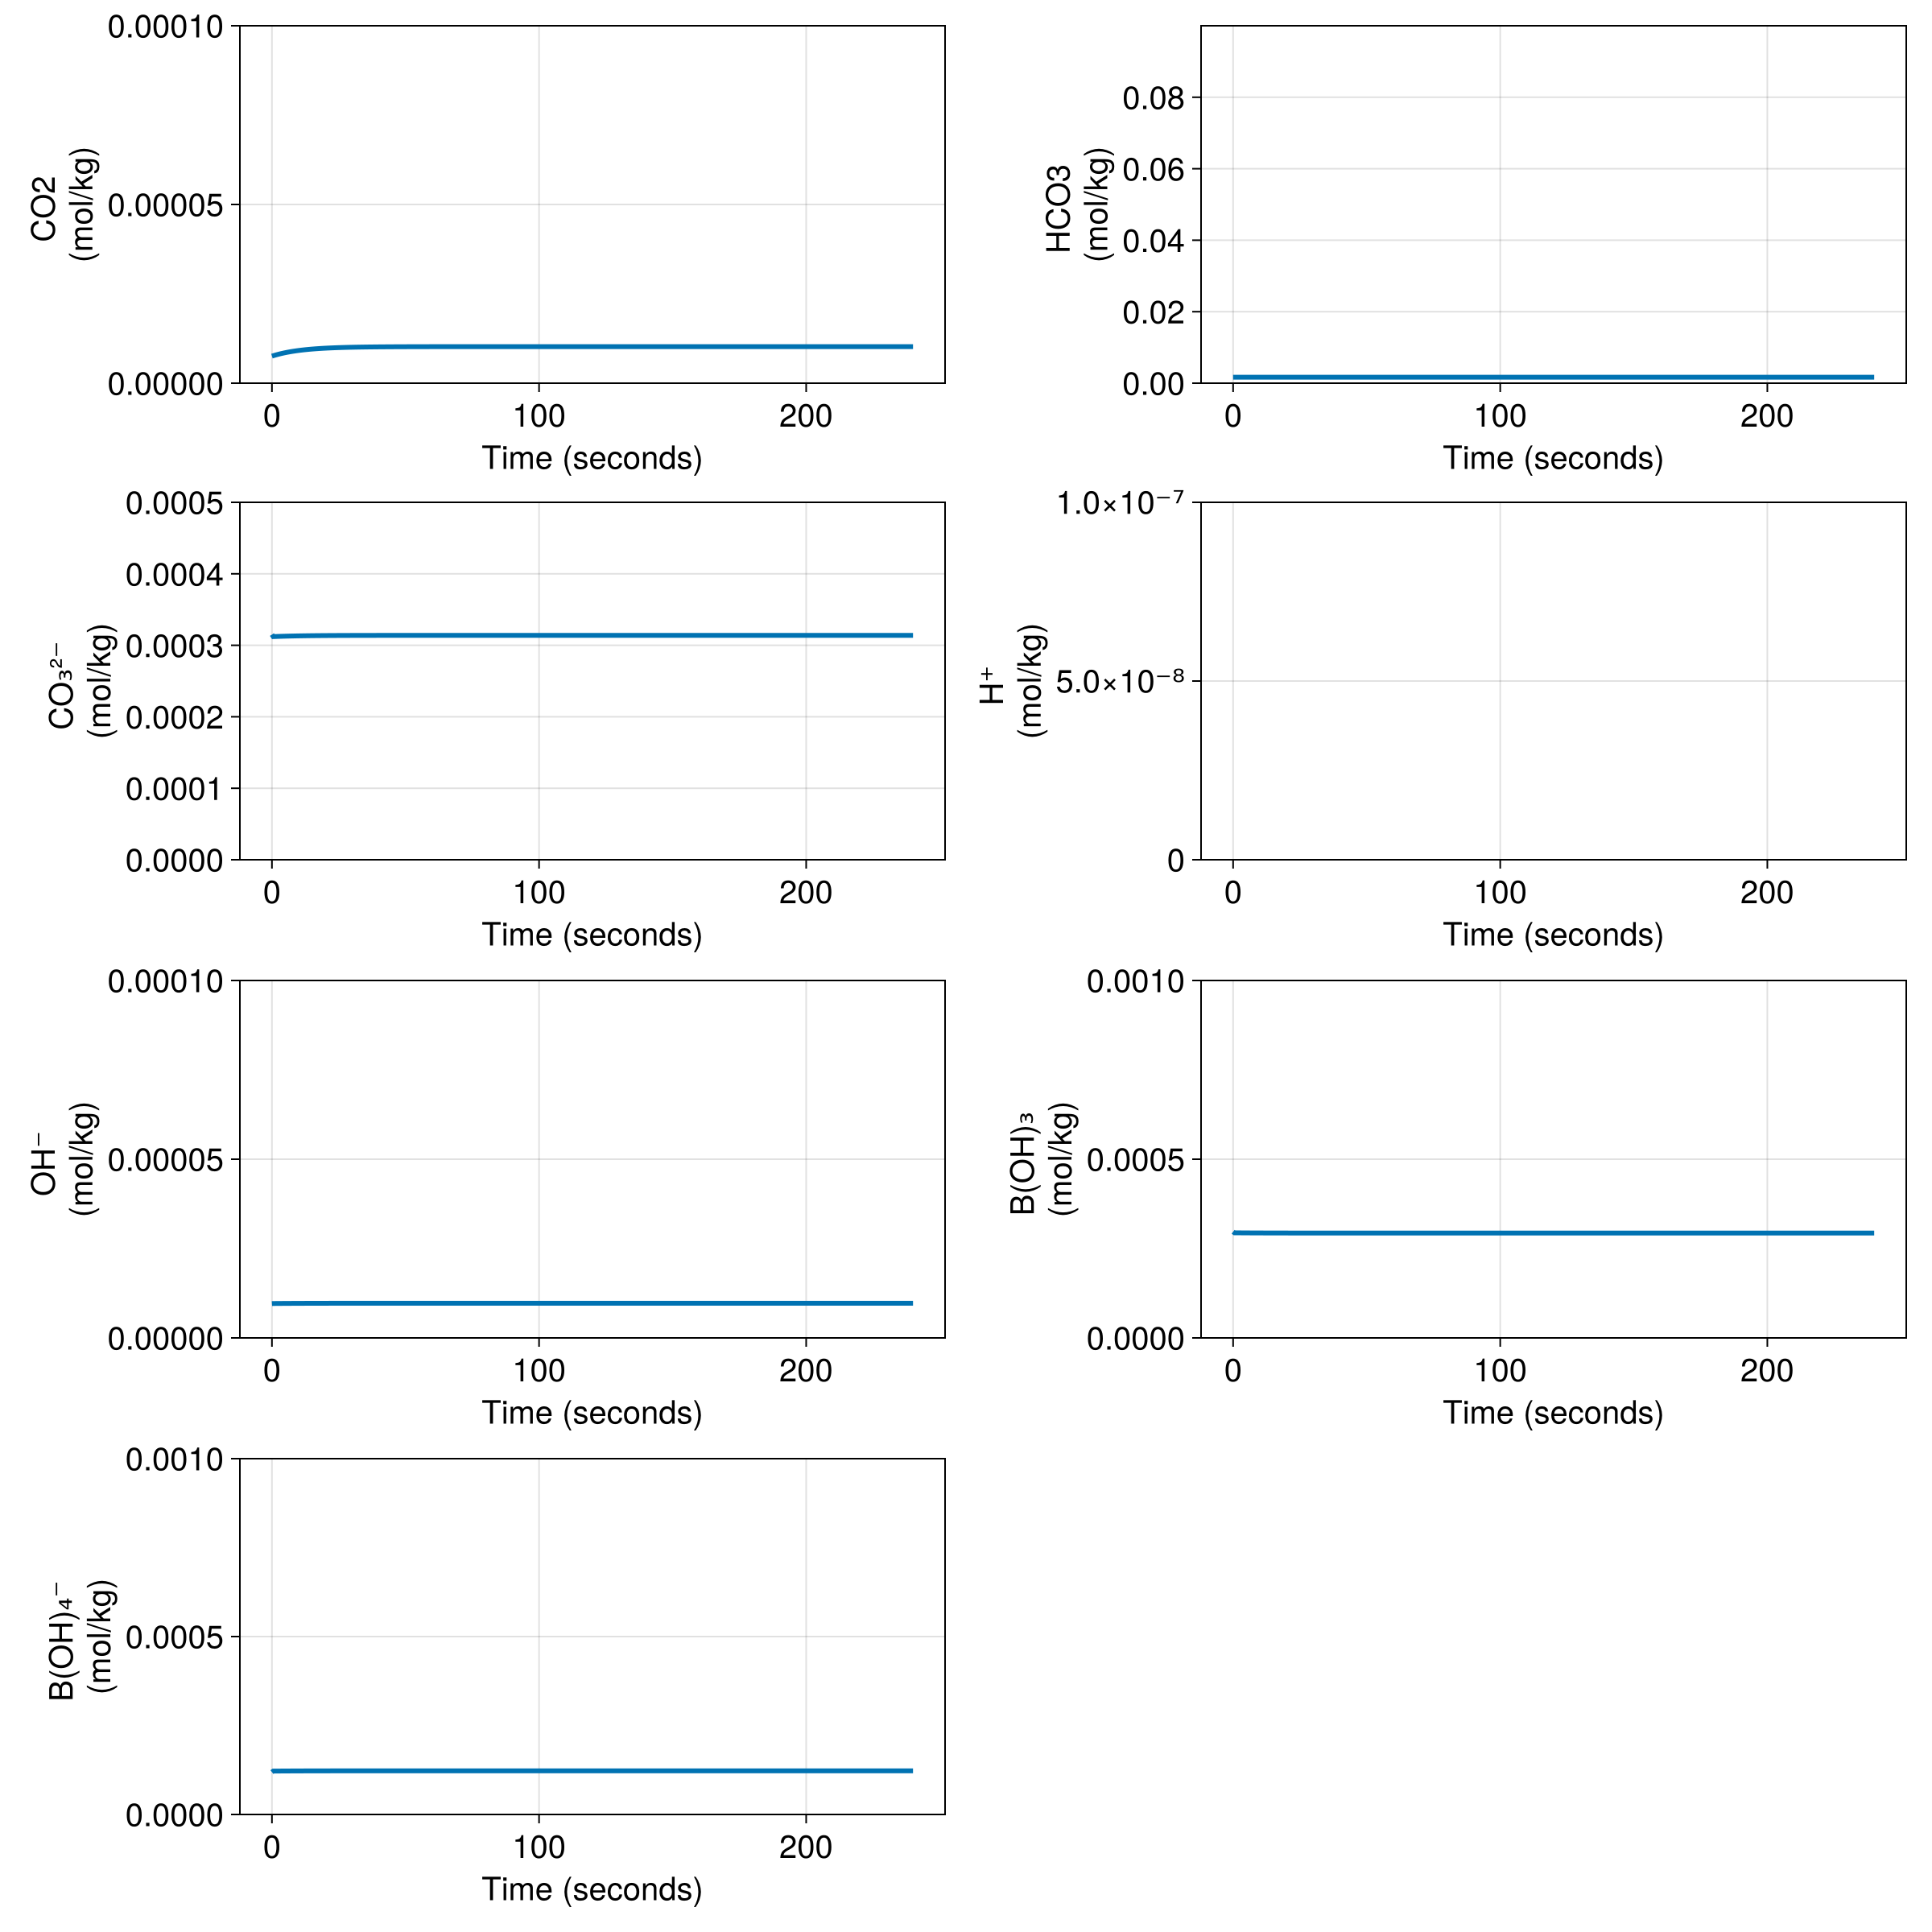 CO2
(mol/kg)
0.00010
0.00005
0.00000
0 100 200
Time (seconds)
HCO3
(mol/kg)
0.08
0.06
0.04
0.02
0.00
0 100 200
Time (seconds)
CO₃²⁻
(mol/kg)
0.0005
0.0004
0.0003
0.0002
0.0001
0.0000
0 100 200
Time (seconds)
H⁺
(mol/kg)
1.0×10⁻⁷
5.0×10⁻⁸
0
0 100 200
Time (seconds)
OH⁻
(mol/kg)
0.00010
0.00005
0.00000
0 100 200
Time (seconds)
B(OH)₃
(mol/kg)
0.0010
0.0005
0.0000
0 100 200
Time (seconds)
B(OH)₄⁻
(mol/kg)
0.0010
0.0005
0.0000
0 100 200
Time (seconds)